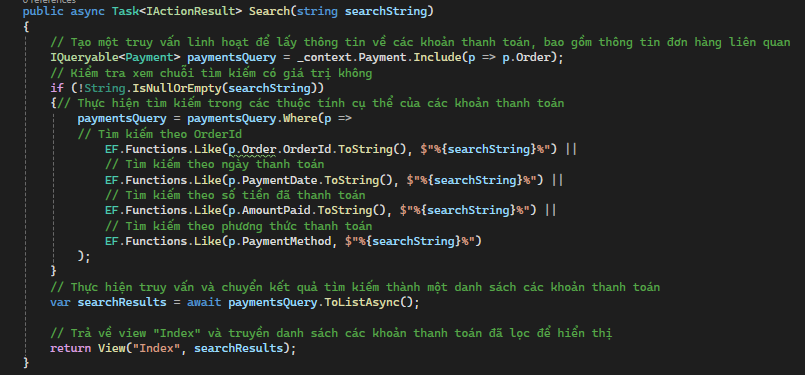 0 references
public async Task<IActionResult> Search(string searchString)
{
// Tạo một truy vấn linh hoạt để lấy thông tin về các khoản thanh toán, bao gồm thông tin đơn hàng liên quan
IQueryable<Payment> paymentsQuery = _context.Payment.Include(p => p.Order);
// Kiểm tra xem chuỗi tìm kiếm có giá trị không
if (!String.IsNullOrEmpty(searchString))
{// Thực hiện tìm kiếm trong các thuộc tính cụ thể của các khoản thanh toán
paymentsQuery = paymentsQuery.Where(p =>
// Tìm kiếm theo OrderId
EF.Functions.Like(p.Order.OrderId.ToString(), $"%{searchString}%") ||
// Tìm kiếm theo ngày thanh toán
EF.Functions.Like(p.PaymentDate.ToString(), $"%{searchString}%") ||
// Tìm kiếm theo số tiền đã thanh toán
EF.Functions.Like(p.AmountPaid.ToString(), $"%{searchString}%") ||
// Tìm kiếm theo phương thức thanh toán
EF.Functions.Like(p.PaymentMethod, $"%{searchString}%")
);
}
// Thực hiện truy vấn và chuyển kết quả tìm kiếm thành một danh sách các khoản thanh toán
var searchResults = await paymentsQuery.ToListAsync();
// Trả về view "Index" và truyền danh sách các khoản thanh toán đã lọc để hiển thị
return View("Index", searchResults);
}